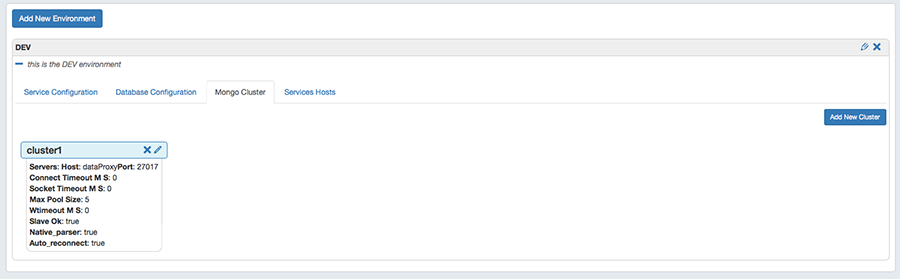 Add New Environment
DEV
this is the DEV environment
Service Configuration Database Configuration Mongo Cluster Services Hosts
Add New Cluster
cluster1
Servers: Host: dataProxyPort: 27017
Connect Timeout M S: 0
Socket Timeout M S: 0
Max Pool Size: 5
Wtimeout M S: 0
Slave Ok: true
Native_parser: true
Auto_reconnect: true